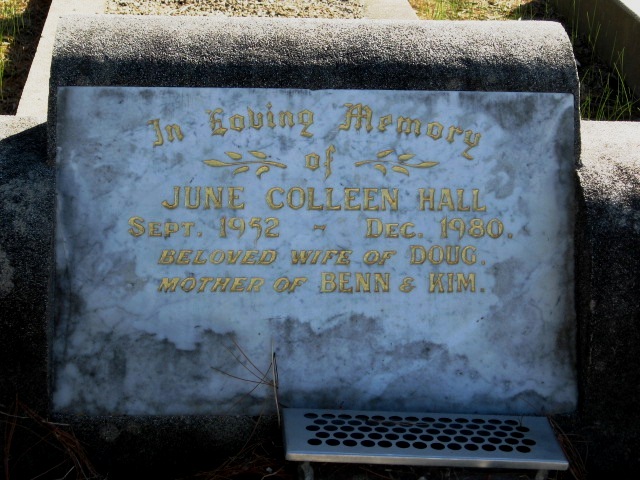 In Loving Memory
of
JUNE COLLEEN HALL
SEPT. 1952 - DEC. 1980.
BELOVED WIFE OF DOUG.
MOTHER OF BENN & KIM.